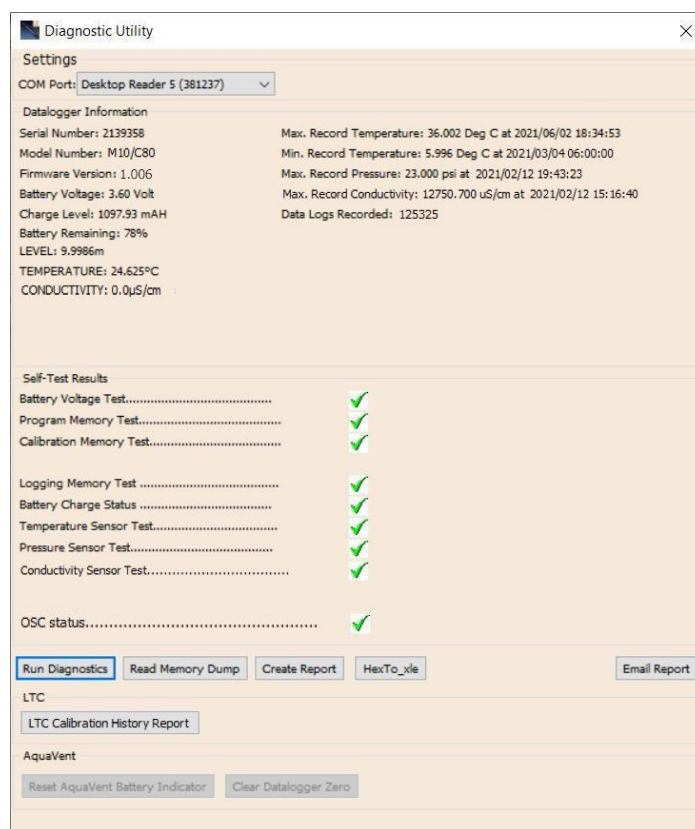 Diagnostic Utility
Settings
COM Port: Desktop Reader 5 (381237)
Datalogger Information
Serial Number: 2139358
Model Number: M10/C80
Firmware Version: 1.006
Battery Voltage: 3.60 Volt
Charge Level: 1097.93 mAH
Battery Remaining: 78%
LEVEL: 9.9986m
TEMPERATURE: 24.625ºC
CONDUCTIVITY: 0.0µS/cm
Max. Record Temperature: 36.002 Deg C at 2021/06/02 18:34:53
Min. Record Temperature: 5.996 Deg C at 2021/03/04 06:00:00
Max. Record Pressure: 23.000 psi at 2021/02/12 19:43:23
Max. Record Conductivity: 12750.700 uS/cm at 2021/02/12 15:16:40
Data Logs Recorded: 125325
Self-Test Results
Battery Voltage Test...........................................
Program Memory Test..........................................
Calibration Memory Test.......................................
Logging Memory Test .........................................
Battery Charge Status .......................................
Temperature Sensor Test.....................................
Pressure Sensor Test..........................................
Conductivity Sensor Test..................................
OSC status................................................
Run Diagnostics
Read Memory Dump
Create Report
HexTo_xle
Email Report
LTC
LTC Calibration History Report
AquaVent
Reset AquaVent Battery Indicator
Clear Datalogger Zero